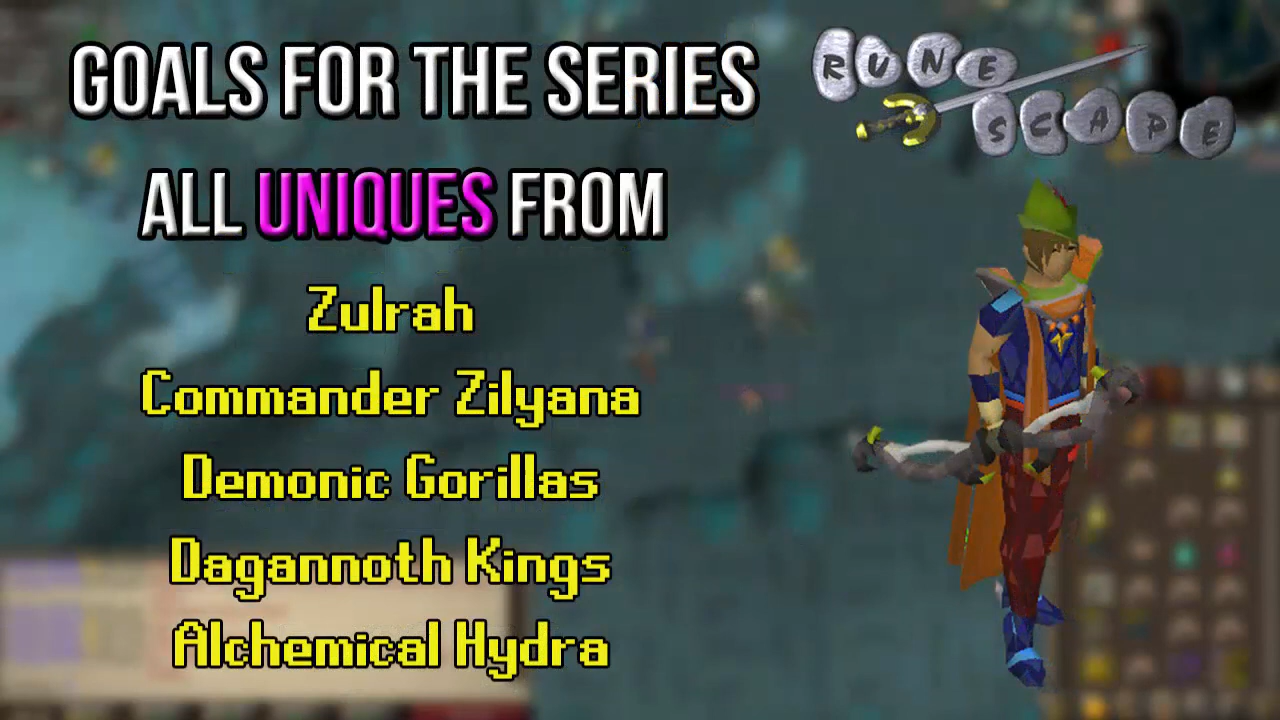 GOALS FOR THE SERIES
RUNE
SCAPE
ALL UNIQUES FROM
Zulrah
Commander Zilyana
Demonic Gorillas
Dagannoth Kings
Alchemical Hydra